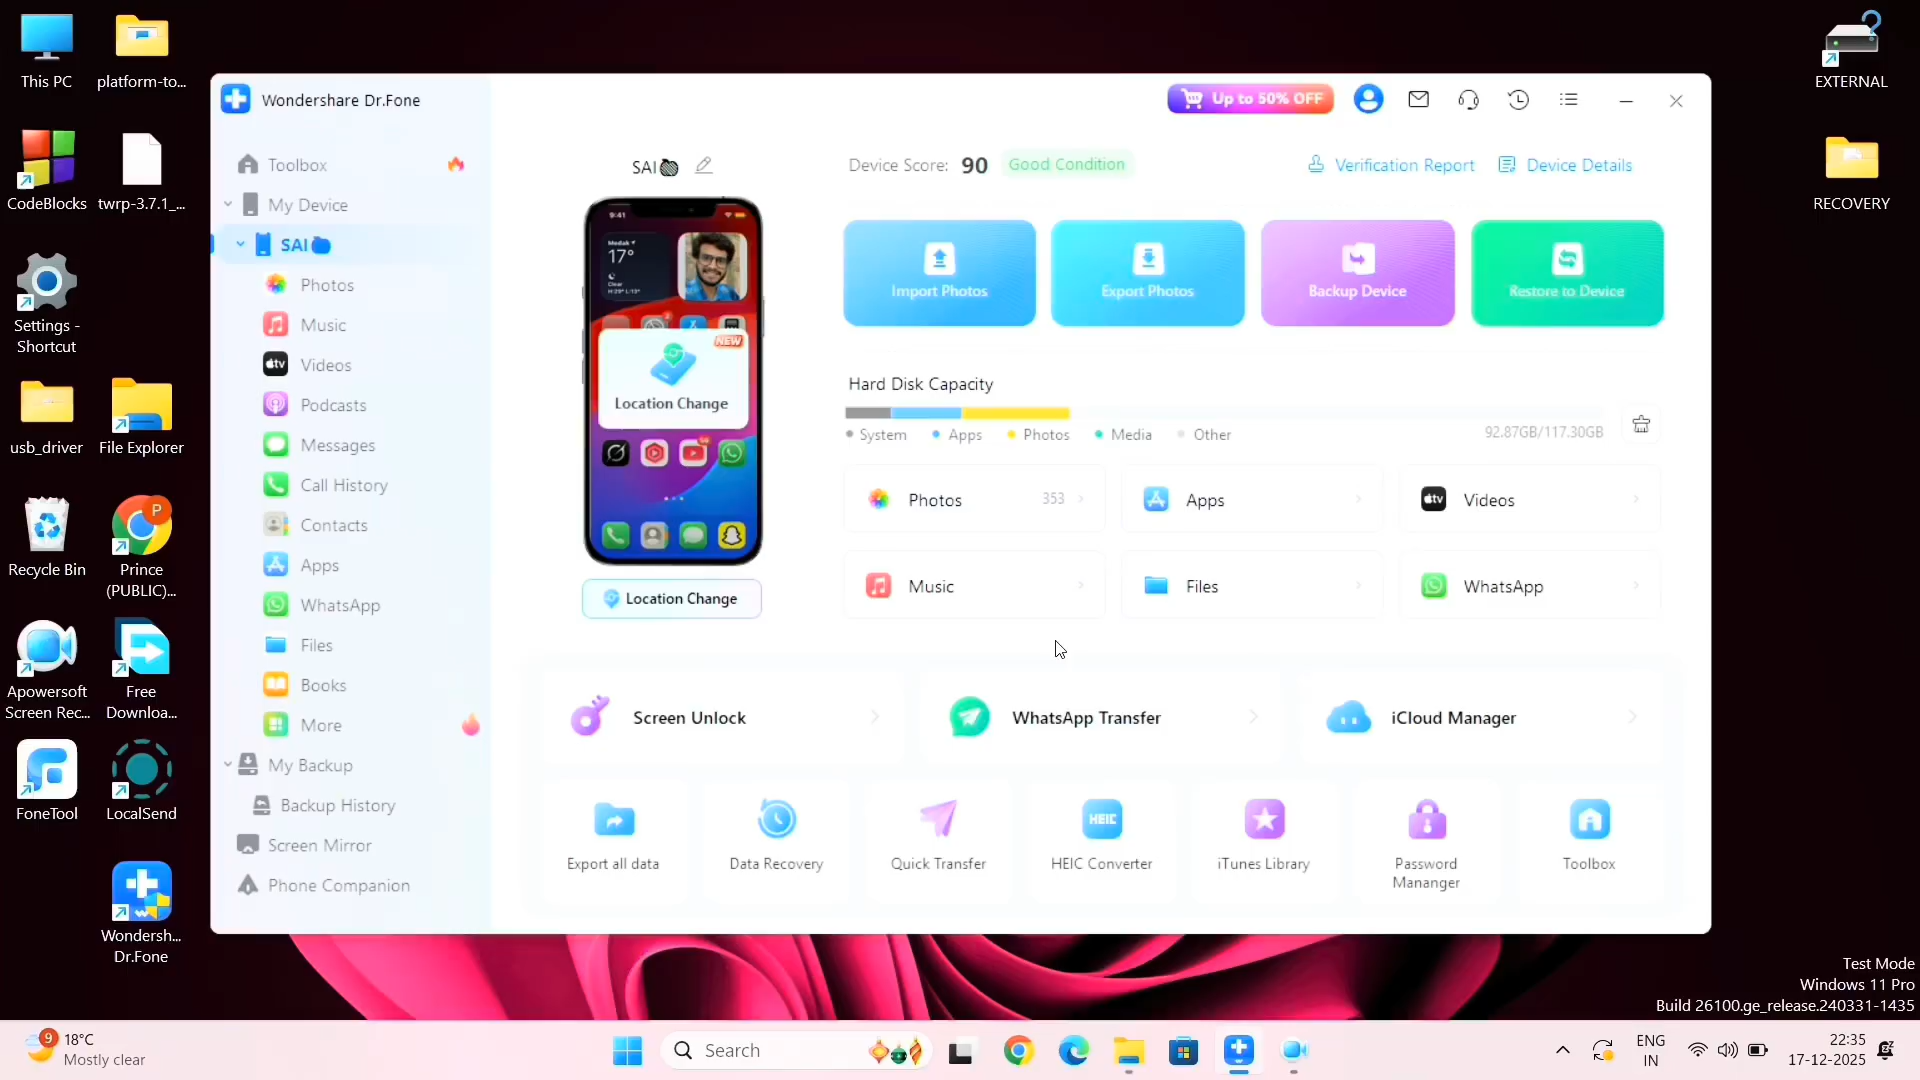 This PC
platform-to...
CodeBlocks
twrp-3.7.1_...
Settings -
Shortcut
usb_driver
File Explorer
Recycle Bin
Prince
(PUBLIC)...
Apowersoft
Screen Rec...
Free
Downloa...
FoneTool
LocalSend
Wondersh...
Dr.Fone
Wondershare Dr.Fone
Up to 50% OFF
Toolbox
My Device
SAI
Photos
Music
Videos
Podcasts
Messages
Call History
Contacts
Apps
WhatsApp
Files
Books
More
My Backup
Backup History
Screen Mirror
Phone Companion
SAI
9:41
Medak
17°
Clear
NEW
Location Change
Location Change
Device Score: 90 Good Condition
Verification Report
Device Details
Import Photos
Export Photos
Backup Device
Restore to Device
Hard Disk Capacity
System Apps Photos Media Other
92.87GB/117.30GB
Photos 353
Apps
Videos
Music
Files
WhatsApp
Screen Unlock
WhatsApp Transfer
iCloud Manager
Export all data
Data Recovery
Quick Transfer
HEIC
HEIC Converter
iTunes Library
Password
Mananger
Toolbox
EXTERNAL
RECOVERY
Test Mode
Windows 11 Pro
Build 26100.ge_release.240331-1435
9
18°C
Mostly clear
Search
ENG
IN
22:35
17-12-2025